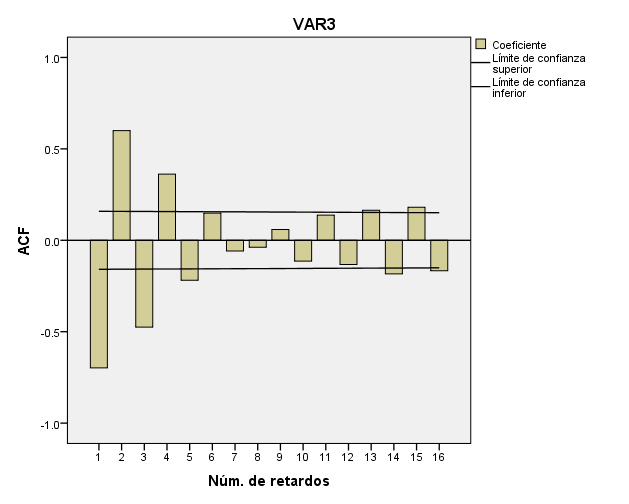 VAR3
Coeficiente
Límite de confianza
superior
Límite de confianza
inferior
1.0
0.5
0.0
-0.5
-1.0
ACF
1 2 3 4 5 6 7 8 9 10 11 12 13 14 15 16
Núm. de retardos